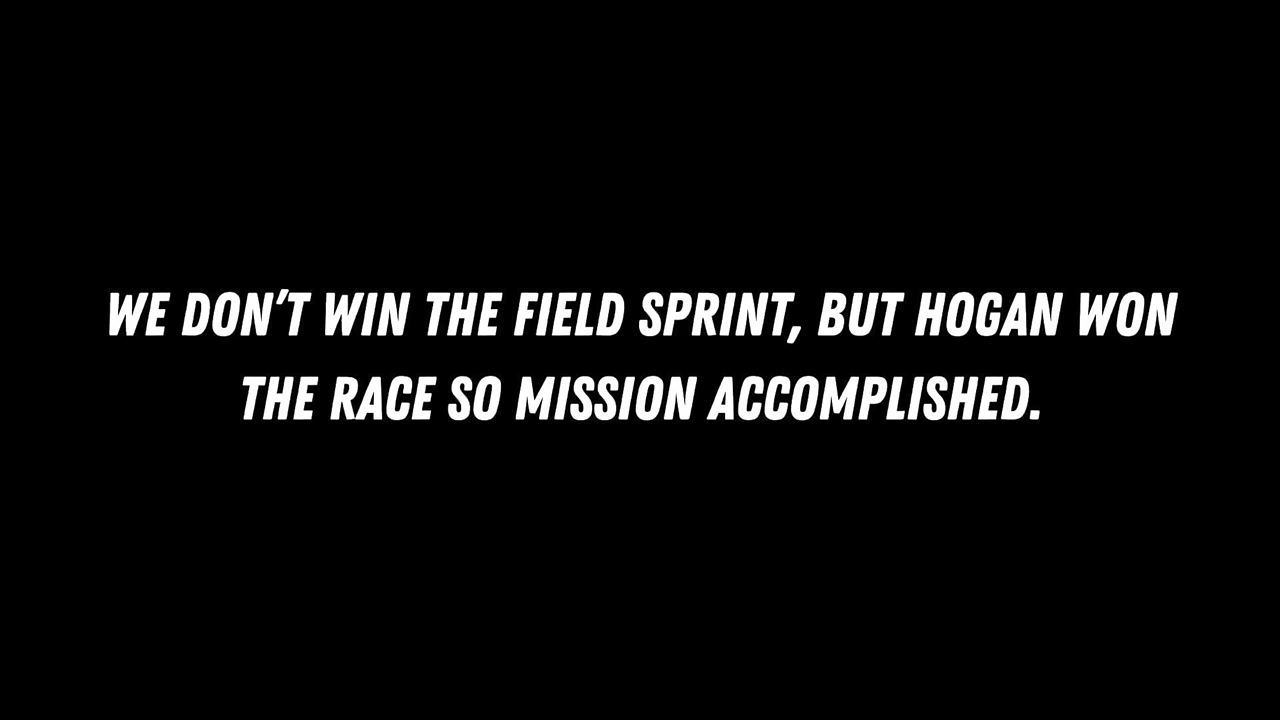 WE DON'T WIN THE FIELD SPRINT, BUT HOGAN WON
THE RACE SO MISSION ACCOMPLISHED.